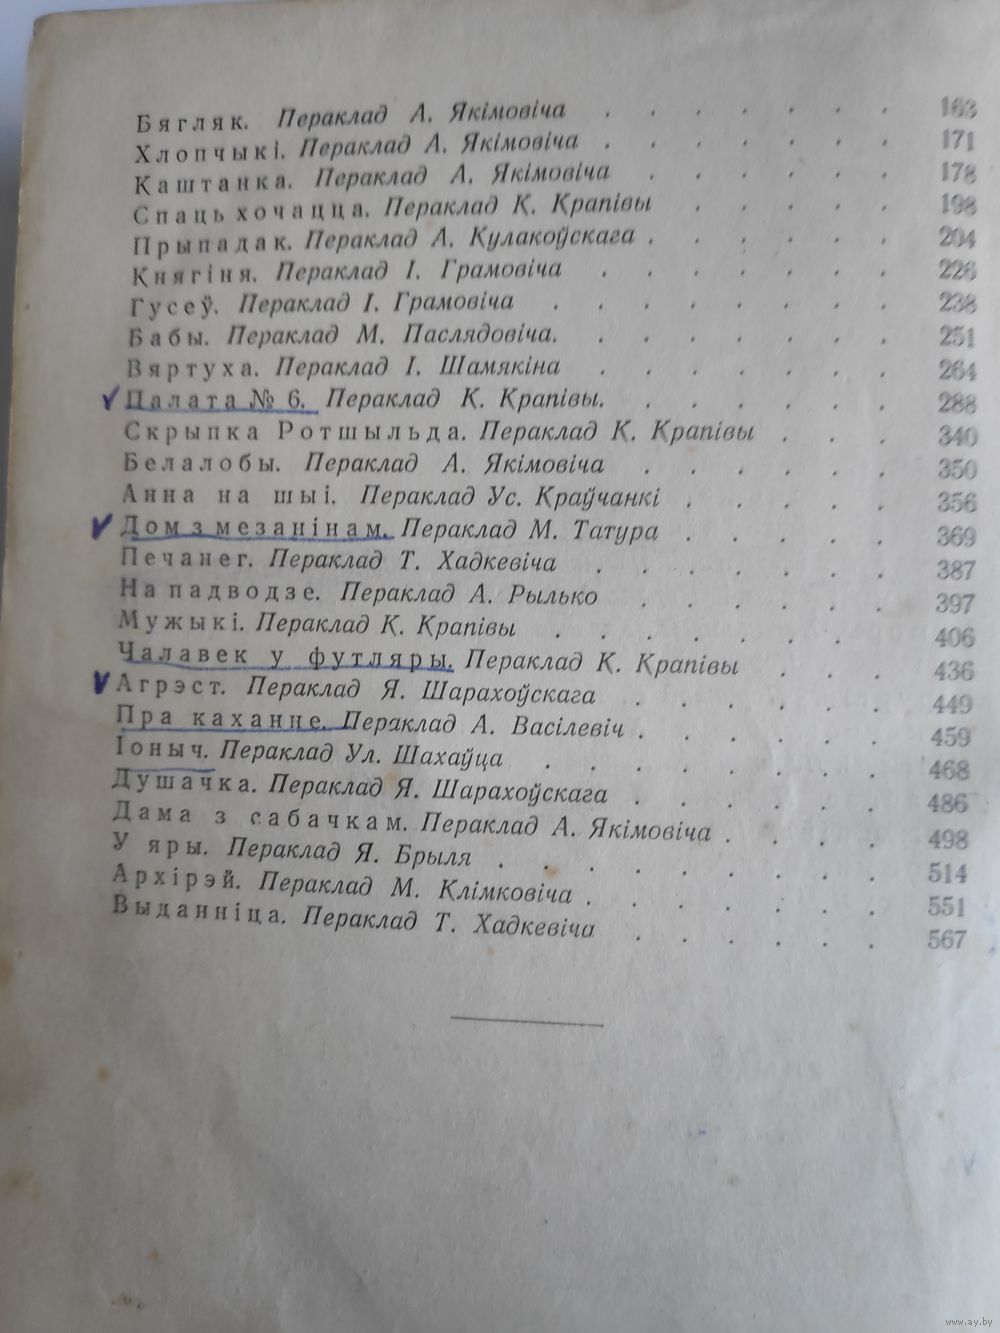 Бягляк. Пераклад А. Якімовіча . . . . . . . 163
Хлопчыкі. Пераклад А. Якімовіча . . . . . . . 171
Каштанка. Пераклад А. Якімовіча . . . . . . 178
Спаць хочацца. Пераклад К. Крапівы . . . . . 198
Прыпадак. Пераклад А. Кулакоўскага . . . . . . 204
Княгіня. Пераклад І. Грамовіча . . . . . . . 226
Гусеў. Пераклад І. Грамовіча . . . . . . . . 238
Бабы. Пераклад М. Паслядовіча. . . . . . . . 251
Вяртуха. Пераклад І. Шамякіна . . . . . . . 264
Палата № 6. Пераклад К. Крапівы. . . . . . . 288
Скрыпка Ротшыльда. Пераклад К. Крапівы . . . 340
Белалобы. Пераклад А. Якімовіча . . . . . . 350
Анна на шыі. Пераклад Ус. Краўчанкі . . . . . 356
Дом з мезанінам. Пераклад М. Татура . . . . . 369
Печанег. Пераклад Т. Хадкевіча . . . . . . . 387
На падводзе. Пераклад А. Рылько . . . . . . 397
Мужыкі. Пераклад К. Крапівы . . . . . . . . 406
Чалавек у футляры. Пераклад К. Крапівы . . . 436
Агрэст. Пераклад Я. Шарахоўскага . . . . . . 449
Пра каханне. Пераклад А. Васілевіч . . . . . . 459
Іоныч. Пераклад Ул. Шахаўца . . . . . . . . 468
Душачка. Пераклад Я. Шарахоўскага . . . . . . 486
Дама з сабачкам. Пераклад А. Якімовіча . . . . 498
У яры. Пераклад Я. Брыля . . . . . . . . . 514
Архірэй. Пераклад М. Клімковіча . . . . . . . 551
Выданніца. Пераклад Т. Хадкевіча . . . . . . 567
www.ay.by